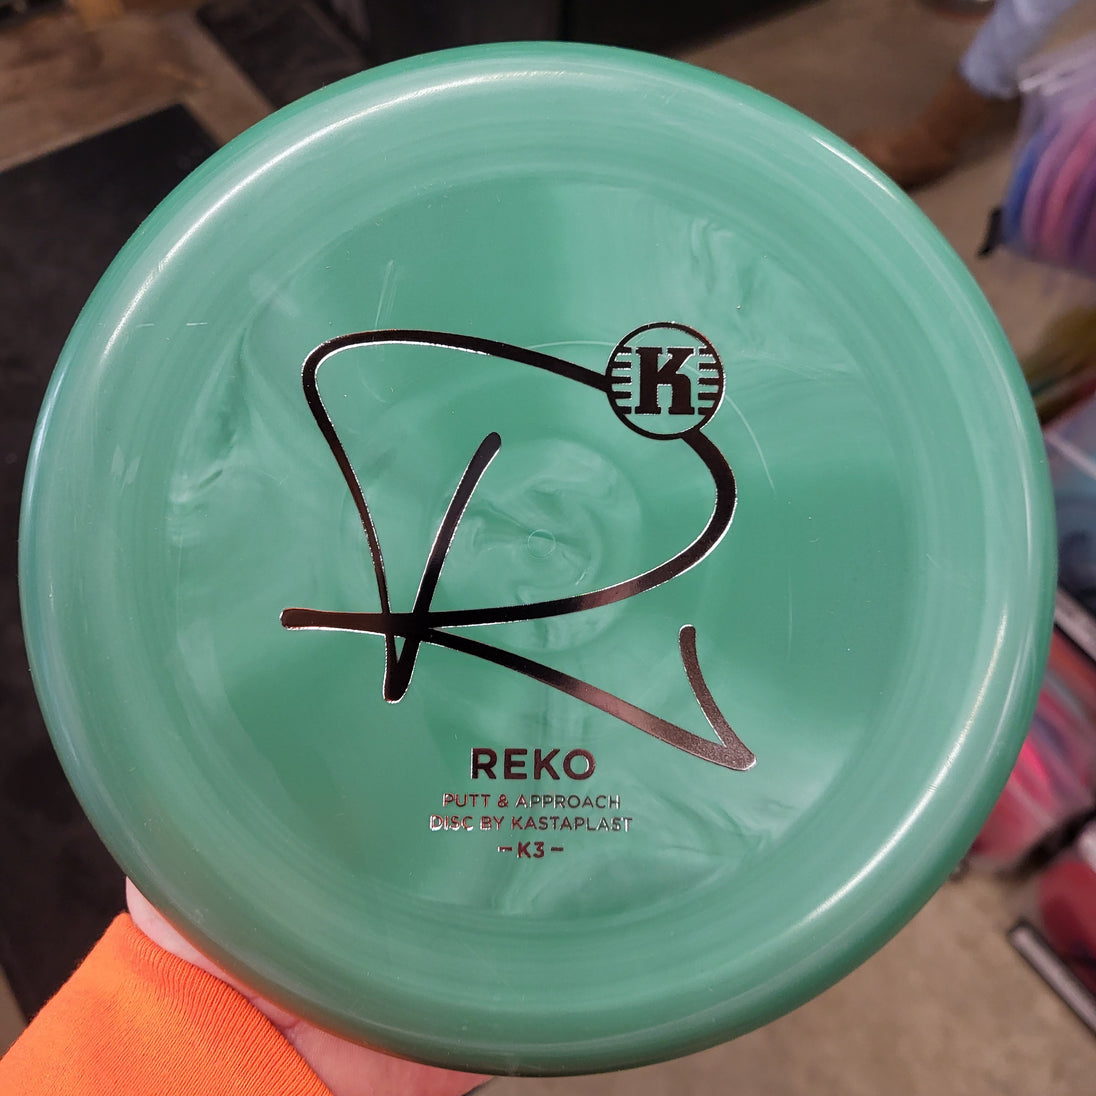 K
R
REKO
PUTT & APPROACH
DISC BY KASTAPLAST
- K3 -